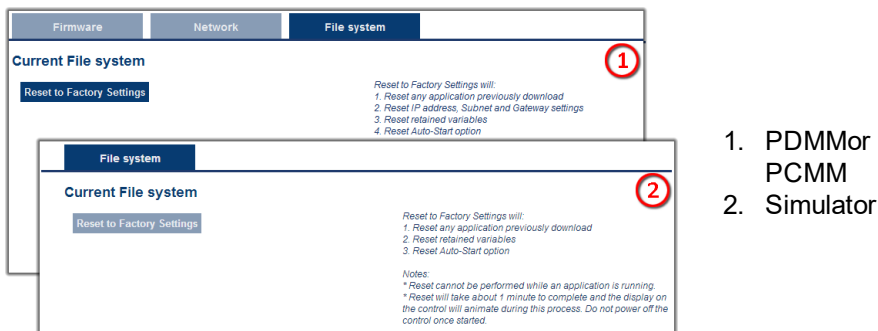 Firmware
Network
File system
Current File system
1
Reset to Factory Settings
Reset to Factory Settings will:
1. Reset any application previously download
2. Reset IP address, Subnet and Gateway settings
3. Reset retained variables
4. Reset Auto-Start option
File system
Current File system
2
Reset to Factory Settings
Reset to Factory Settings will:
1. Reset any application previously download
2. Reset retained variables
3. Reset Auto-Start option
Notes:
* Reset cannot be performed while an application is running.
* Reset will take about 1 minute to complete and the display on
the control will animate during this process. Do not power off the
control once started.
1. PDMMor
PCMM
2. Simulator